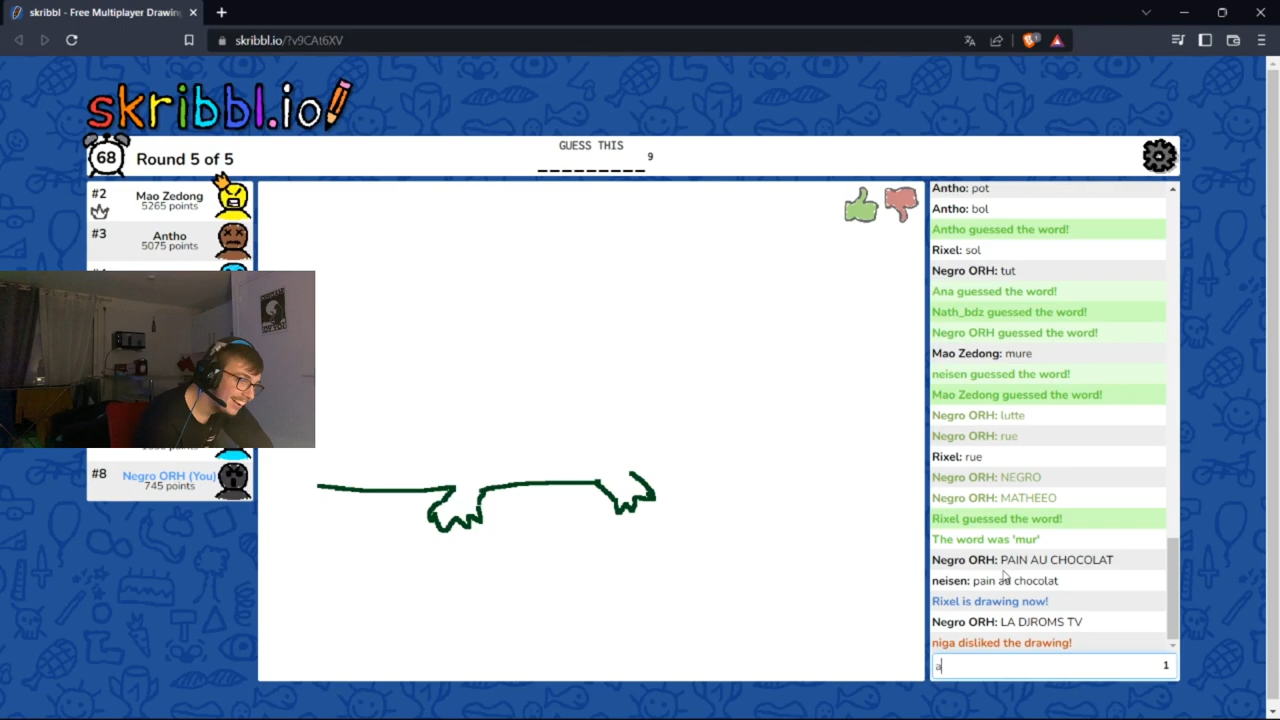 skribbl - Free Multiplayer Drawin
skribbl.io/?v9CAt6XV
skribbl.io
68
Round 5 of 5
GUESS THIS
_________ 9
#2
Mao Zedong
5265 points
#3
Antho
5075 points
#8
Negro ORH (You)
745 points
Antho: pot
Antho: bol
Antho guessed the word!
Rixel: sol
Negro ORH: tut
Ana guessed the word!
Nath_bdz guessed the word!
Negro ORH guessed the word!
Mao Zedong: mure
neisen guessed the word!
Mao Zedong guessed the word!
Negro ORH: lutte
Negro ORH: rue
Rixel: rue
Negro ORH: NEGRO
Negro ORH: MATHEEO
Rixel guessed the word!
The word was 'mur'
Negro ORH: PAIN AU CHOCOLAT
neisen: pain au chocolat
Rixel is drawing now!
Negro ORH: LA DJROMS TV
niga disliked the drawing!
a
1